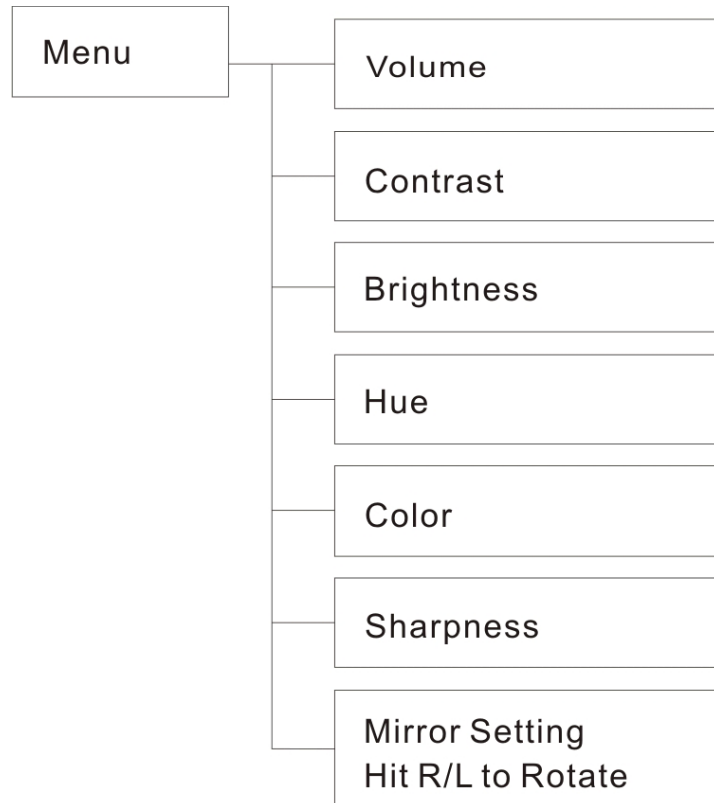 Menu
Volume
Contrast
Brightness
Hue
Color
Sharpness
Mirror Setting
Hit R/L to Rotate